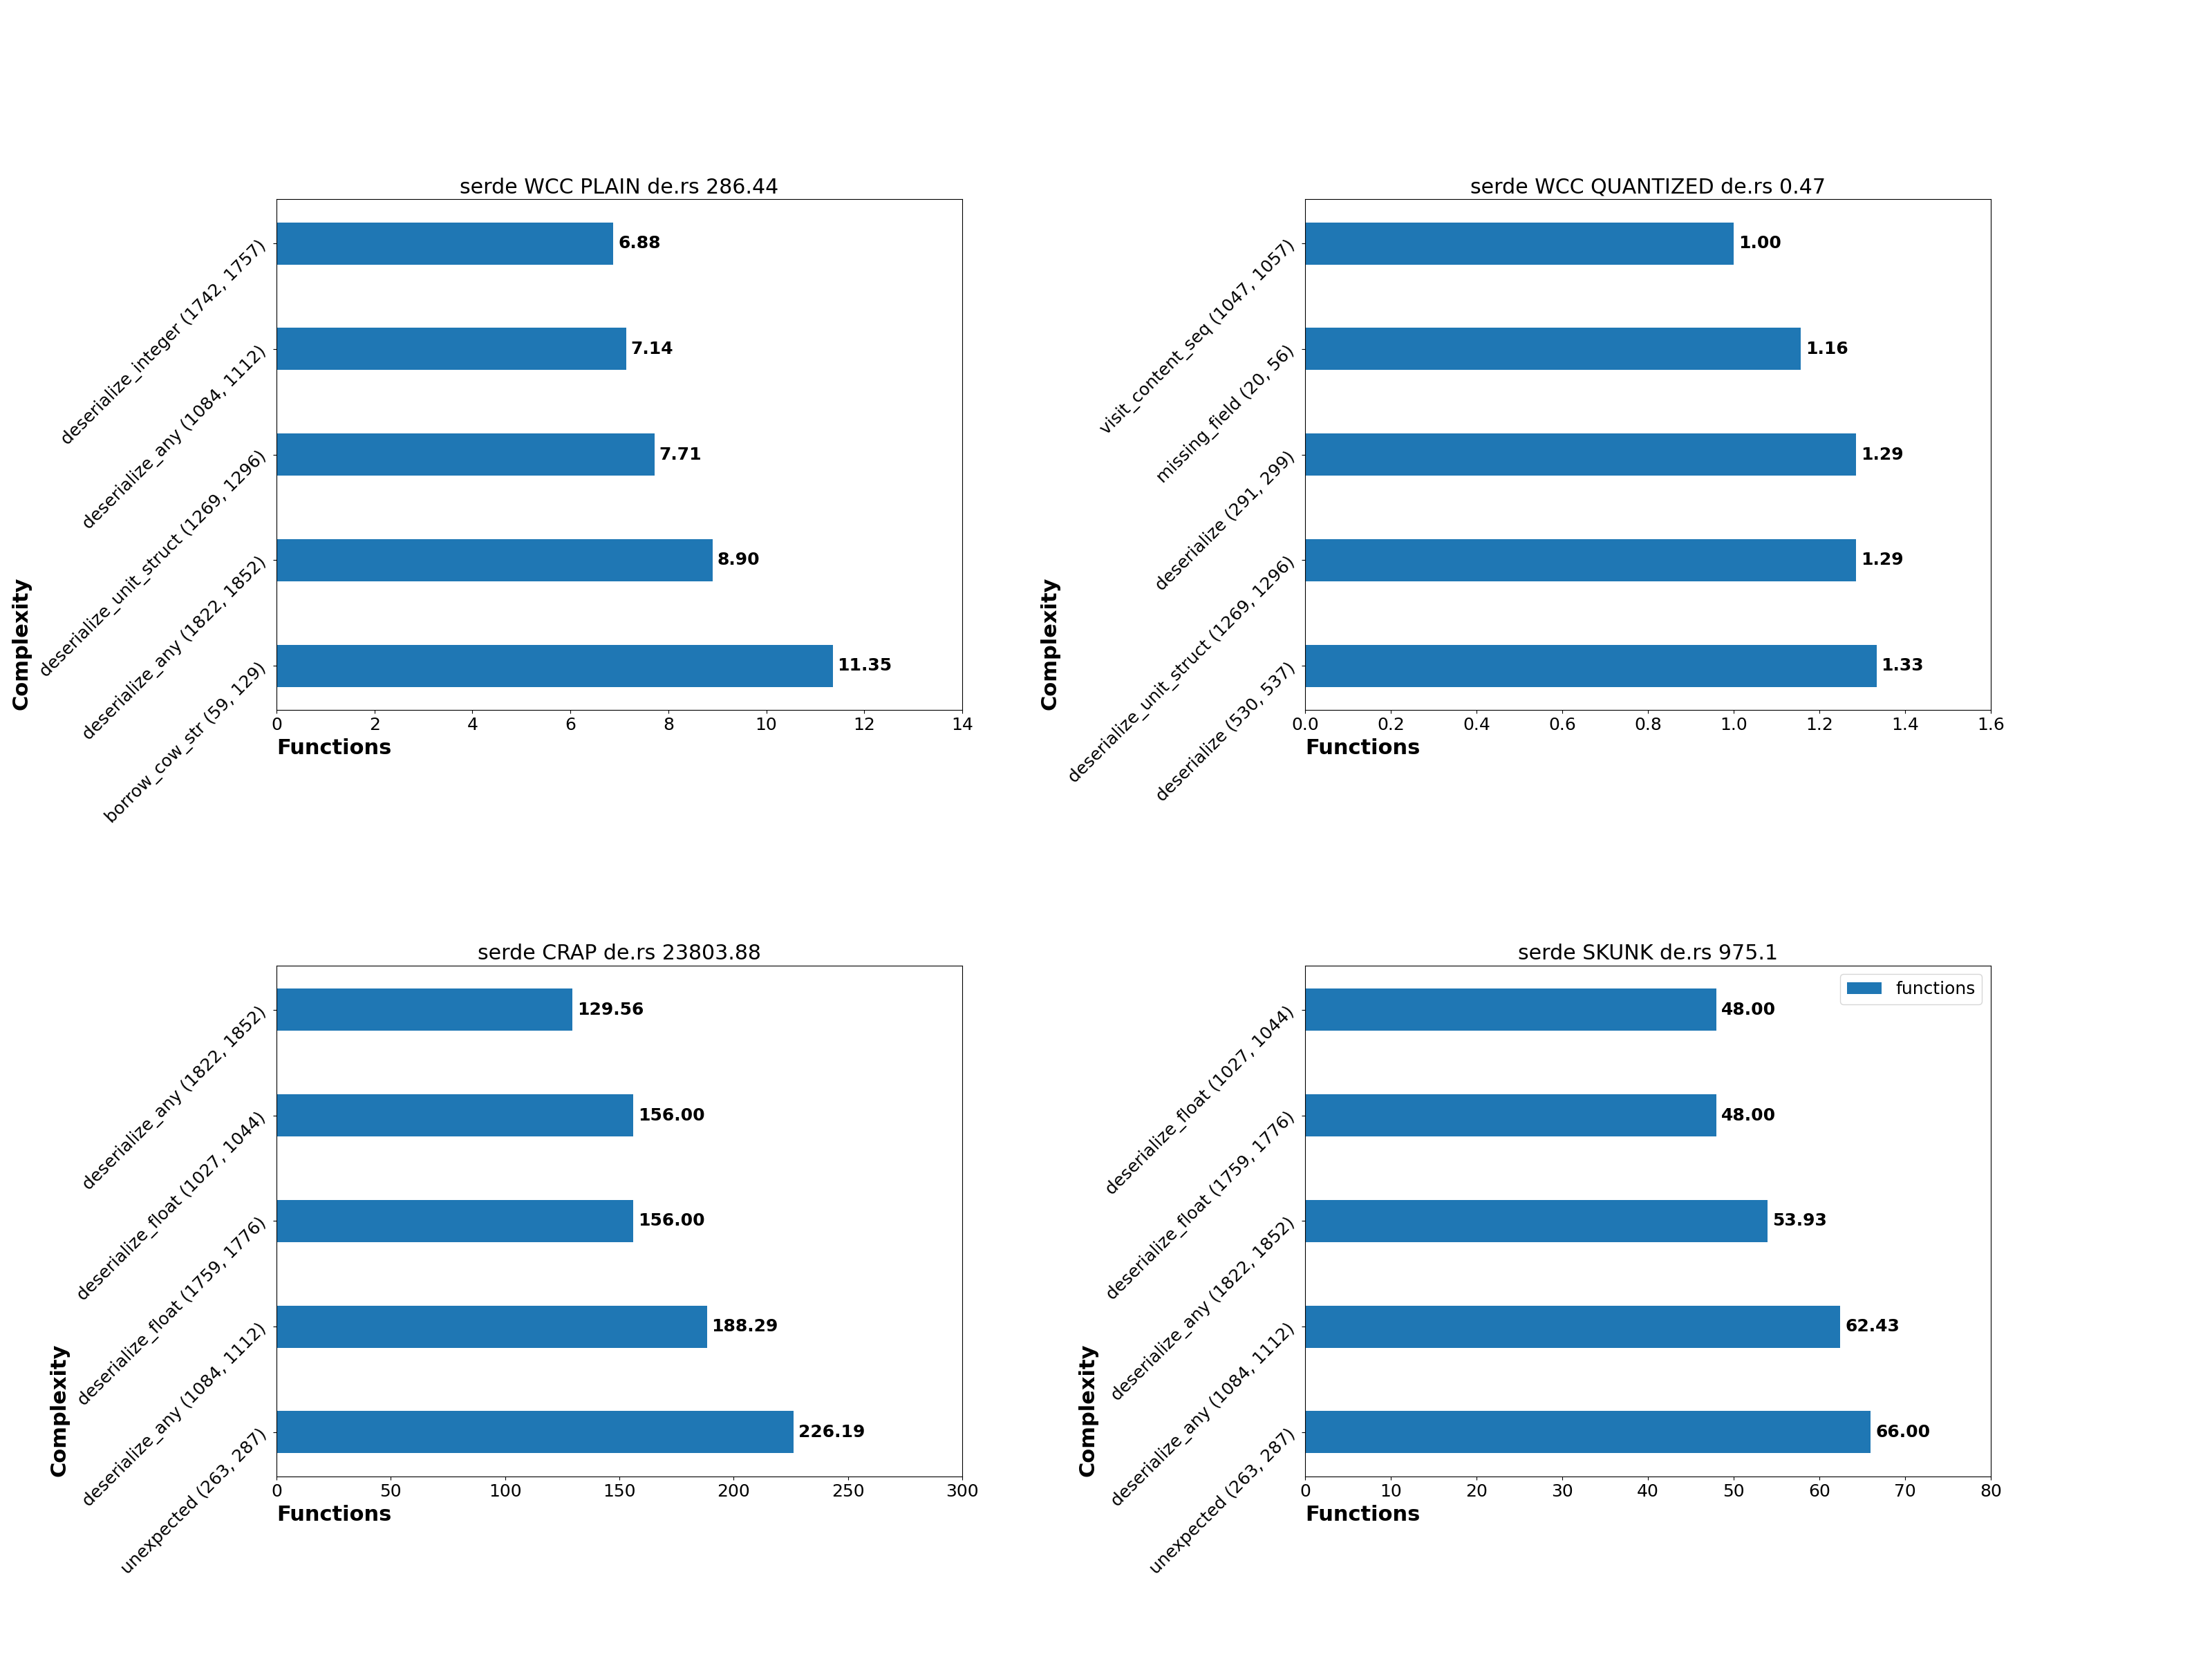 serde WCC PLAIN de.rs 286.44
deserialize_integer (1742, 1757)
6.88
deserialize_any (1084, 1112)
7.14
deserialize_unit_struct (1269, 1296)
7.71
deserialize_any (1822, 1852)
8.90
borrow_cow_str (59, 129)
11.35
Complexity
0 2 4 6 8 10 12 14
Functions
serde WCC QUANTIZED de.rs 0.47
visit_content_seq (1047, 1057)
1.00
missing_field (20, 56)
1.16
deserialize (291, 299)
1.29
deserialize_unit_struct (1269, 1296)
1.29
deserialize (530, 537)
1.33
Complexity
0.0 0.2 0.4 0.6 0.8 1.0 1.2 1.4 1.6
Functions
serde CRAP de.rs 23803.88
deserialize_any (1822, 1852)
129.56
deserialize_float (1027, 1044)
156.00
deserialize_float (1759, 1776)
156.00
deserialize_any (1084, 1112)
188.29
unexpected (263, 287)
226.19
Complexity
0 50 100 150 200 250 300
Functions
serde SKUNK de.rs 975.1
functions
deserialize_float (1027, 1044)
48.00
deserialize_float (1759, 1776)
48.00
deserialize_any (1822, 1852)
53.93
deserialize_any (1084, 1112)
62.43
unexpected (263, 287)
66.00
Complexity
0 10 20 30 40 50 60 70 80
Functions